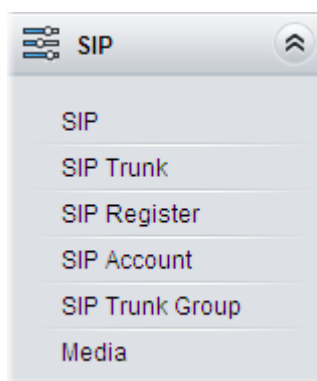 SIP
SIP
SIP Trunk
SIP Register
SIP Account
SIP Trunk Group
Media